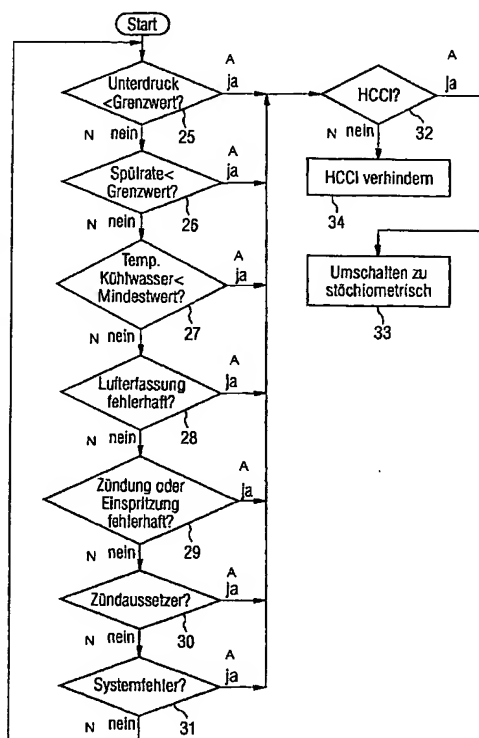 Start
Unterdruck
<Grenzwert?
A
ja
N nein
25
Spülrate<
Grenzwert?
A
ja
N nein
26
Temp.
Kühlwasser<
Mindestwert?
A
ja
N nein
27
Lufterfassung
fehlerhaft?
A
ja
N nein
28
Zündung oder
Einspritzung
fehlerhaft?
A
ja
N nein
29
Zündaussetzer?
A
ja
N nein
30
Systemfehler?
A
ja
N nein
31
HCCI?
A
ja
N nein
32
HCCI verhindern
34
Umschalten zu
stöchiometrisch
33